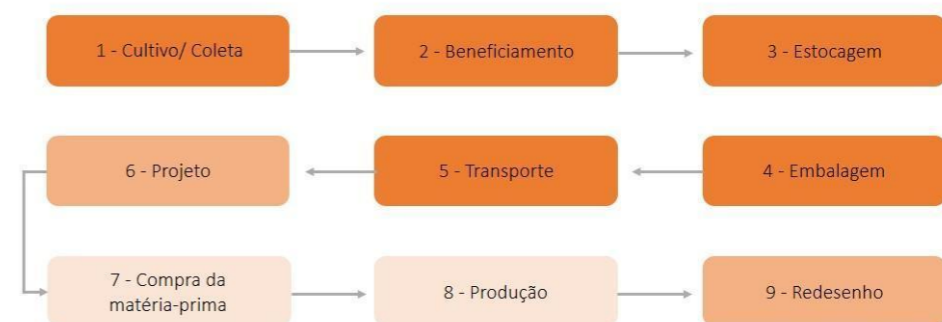 1 - Cultivo/ Coleta
2 - Beneficiamento
3 - Estocagem
6 - Projeto
5 - Transporte
4 - Embalagem
7 - Compra da
matéria-prima
8 - Produção
9 - Redesenho